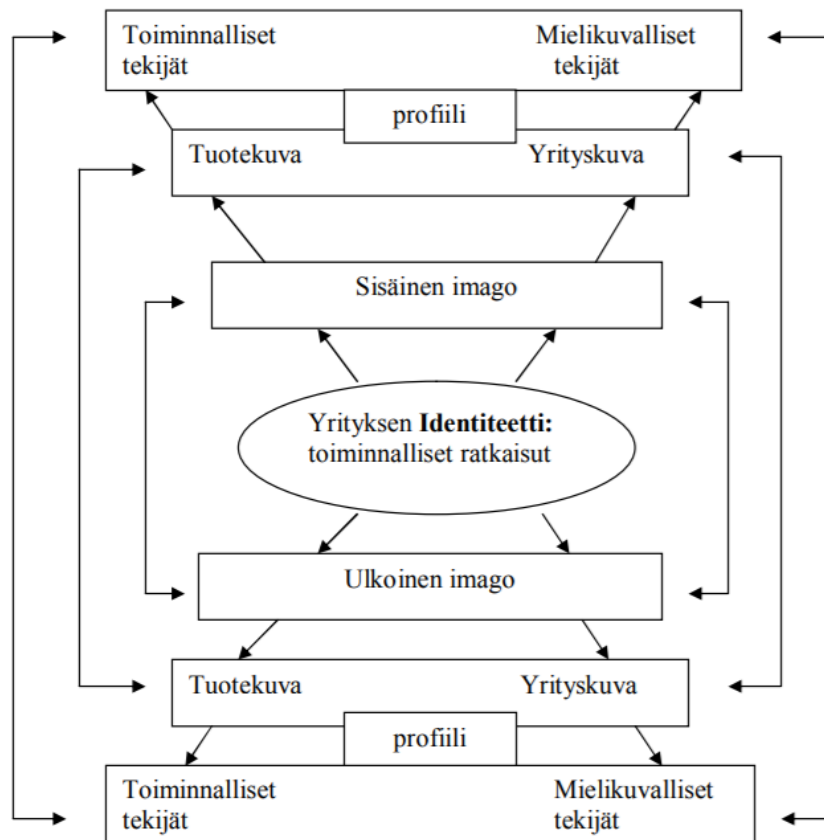 Toiminnalliset Mielikuvalliset
tekijät tekijät
profiili
Tuotekuva Yrityskuva
Sisäinen imago
Yrityksen Identiteetti:
toiminnalliset ratkaisut
Ulkoinen imago
Tuotekuva Yrityskuva
profiili
Toiminnalliset Mielikuvalliset
tekijät tekijät